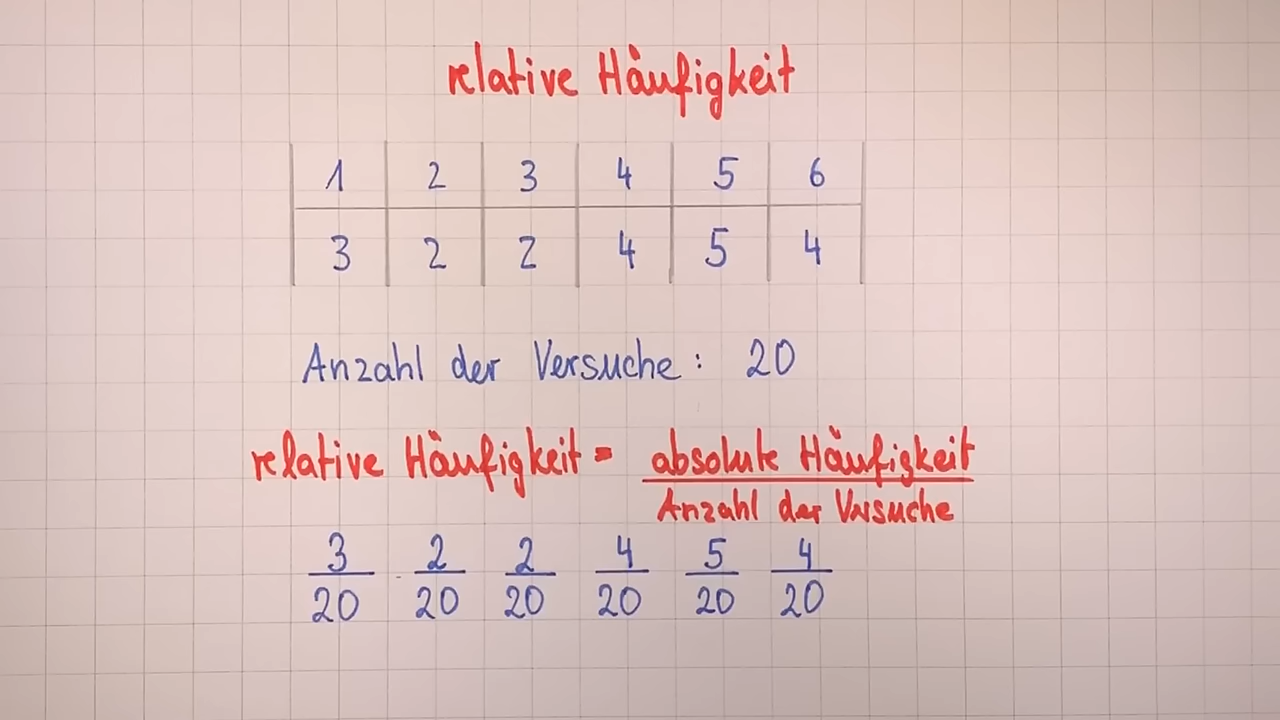 relative Häufigkeit
1 2 3 4 5 6
3 2 2 4 5 4
Anzahl der Versuche: 20
relative Häufigkeit = absolute Häufigkeit
Anzahl der Versuche
3 2 2 4 5 4
20 20 20 20 20 20